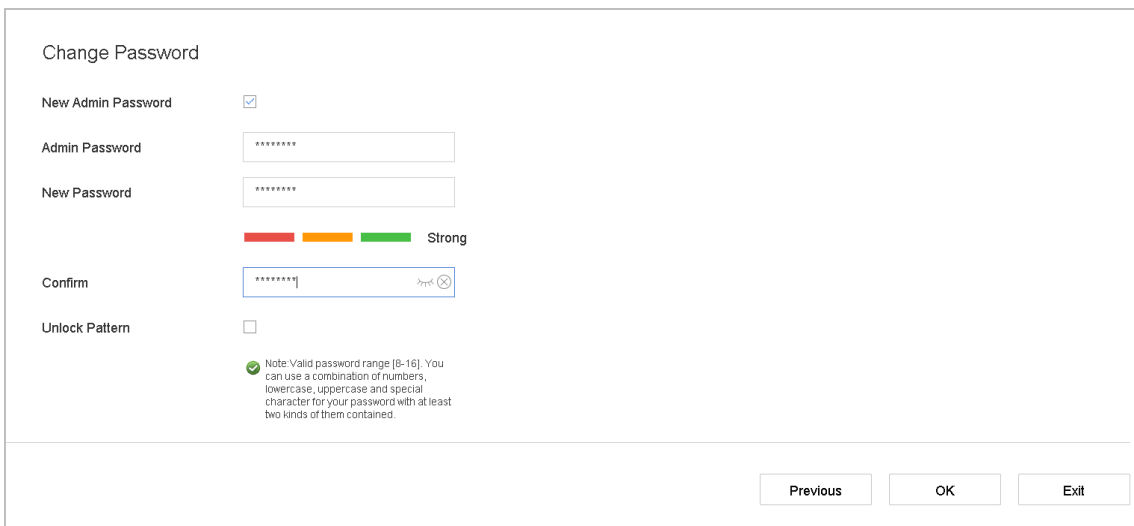 Change Password
New Admin Password
Admin Password
********
New Password
********
Strong
Confirm
********
Unlock Pattern
Note:Valid password range [8-16]. You
can use a combination of numbers,
lowercase, uppercase and special
character for your password with at least
two kinds of them contained.
Previous
OK
Exit